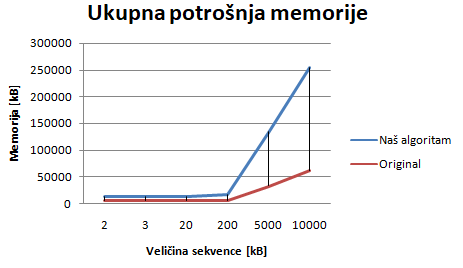 Ukupna potrošnja memorije
300000
250000
200000
150000
100000
50000
0
Memorija [kB]
2 3 20 200 5000 10000
Veličina sekvence [kB]
Naš algoritam
Original